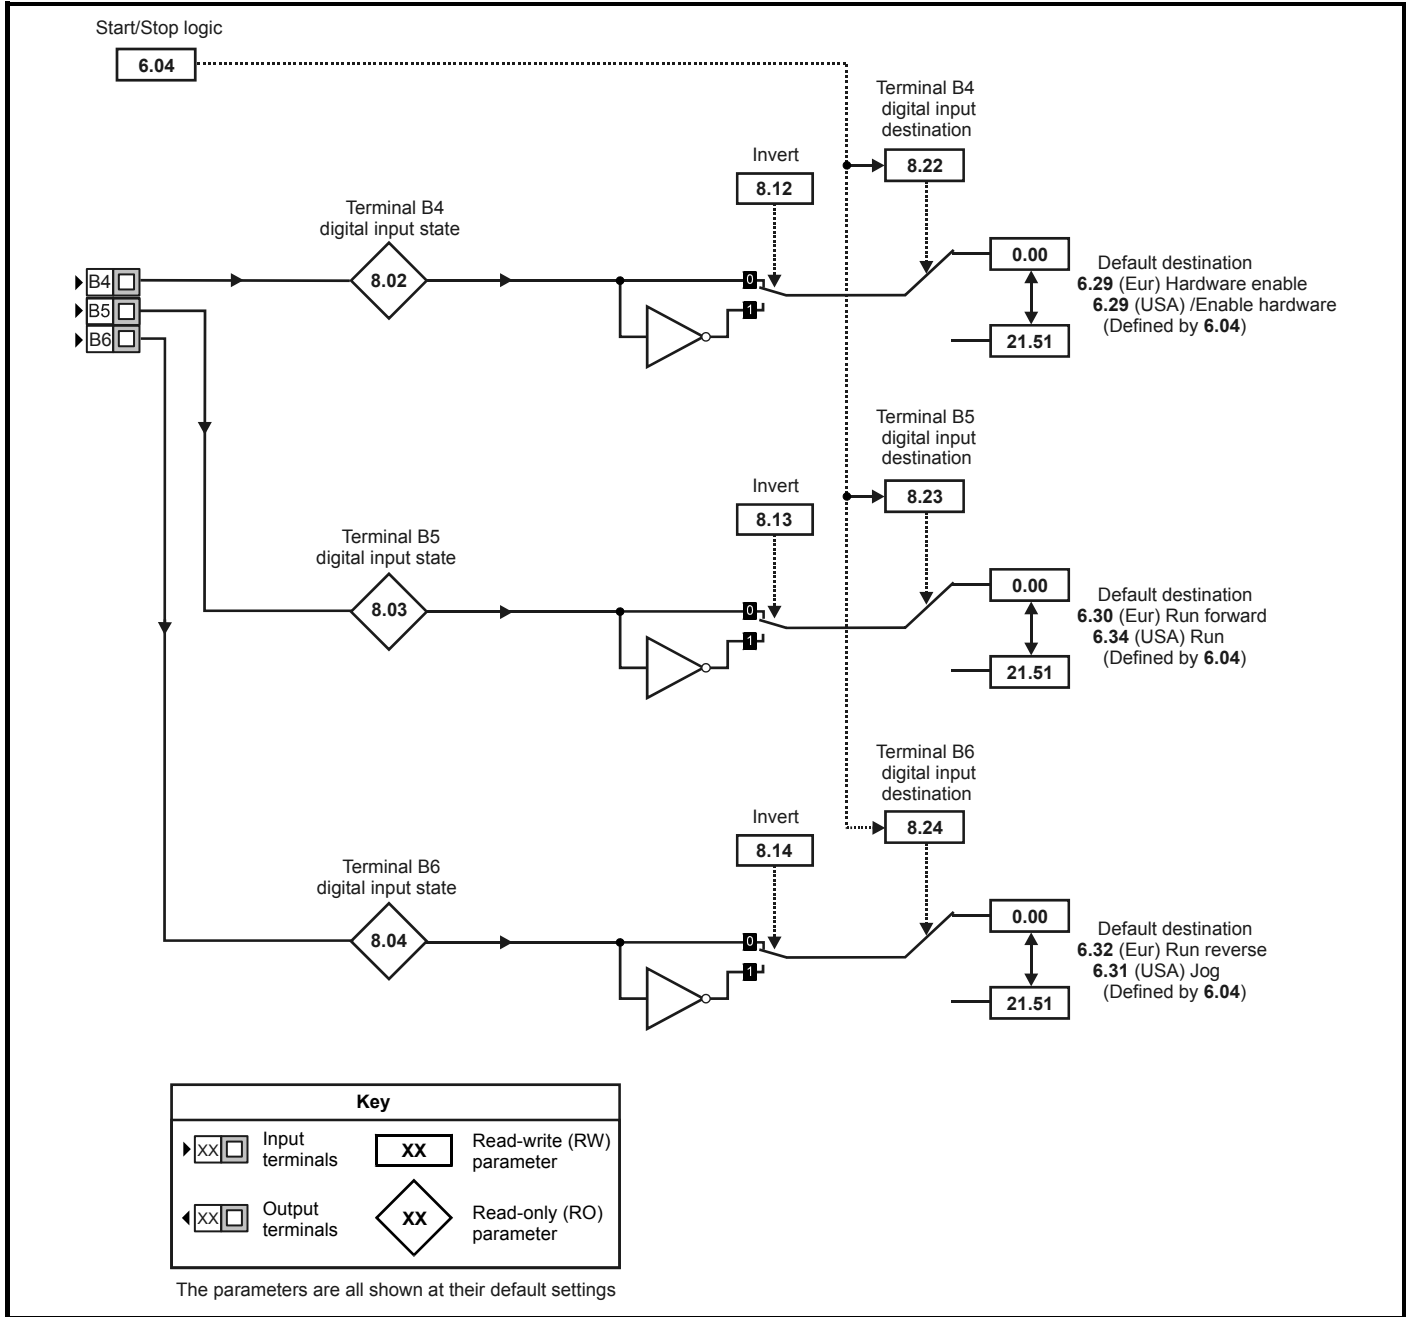 Start/Stop logic
6.04
Terminal B4
digital input
destination
8.22
Invert
8.12
Terminal B4
digital input state
8.02
B4
B5
B6
0
1
0.00
21.51
Default destination
6.29 (Eur) Hardware enable
6.29 (USA) /Enable hardware
(Defined by 6.04)
Terminal B5
digital input
destination
8.23
Invert
8.13
Terminal B5
digital input state
8.03
0
1
0.00
21.51
Default destination
6.30 (Eur) Run forward
6.34 (USA) Run
(Defined by 6.04)
Terminal B6
digital input
destination
8.24
Invert
8.14
Terminal B6
digital input state
8.04
0
1
0.00
21.51
Default destination
6.32 (Eur) Run reverse
6.31 (USA) Jog
(Defined by 6.04)
Key
XX
Input
terminals
XX
Read-write (RW)
parameter
XX
Output
terminals
XX
Read-only (RO)
parameter
The parameters are all shown at their default settings